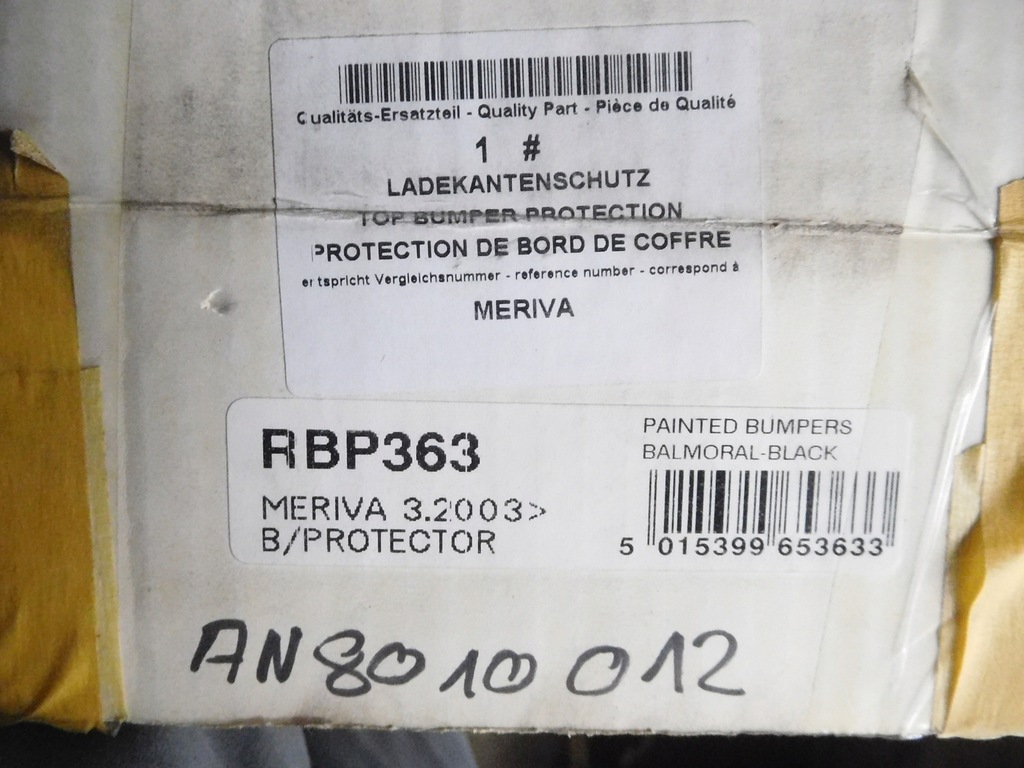 Qualitäts-Ersatzteil - Quality Part - Pièce de Qualité
1 #
LADEKANTENSCHUTZ
TOP BUMPER PROTECTION
PROTECTION DE BORD DE COFFRE
entspricht Vergleichsnummer - reference number - correspond à
MERIVA
RBP363
MERIVA 3.2003>
B/PROTECTOR
PAINTED BUMPERS
BALMORAL-BLACK
5 015399 653633
AN8010012